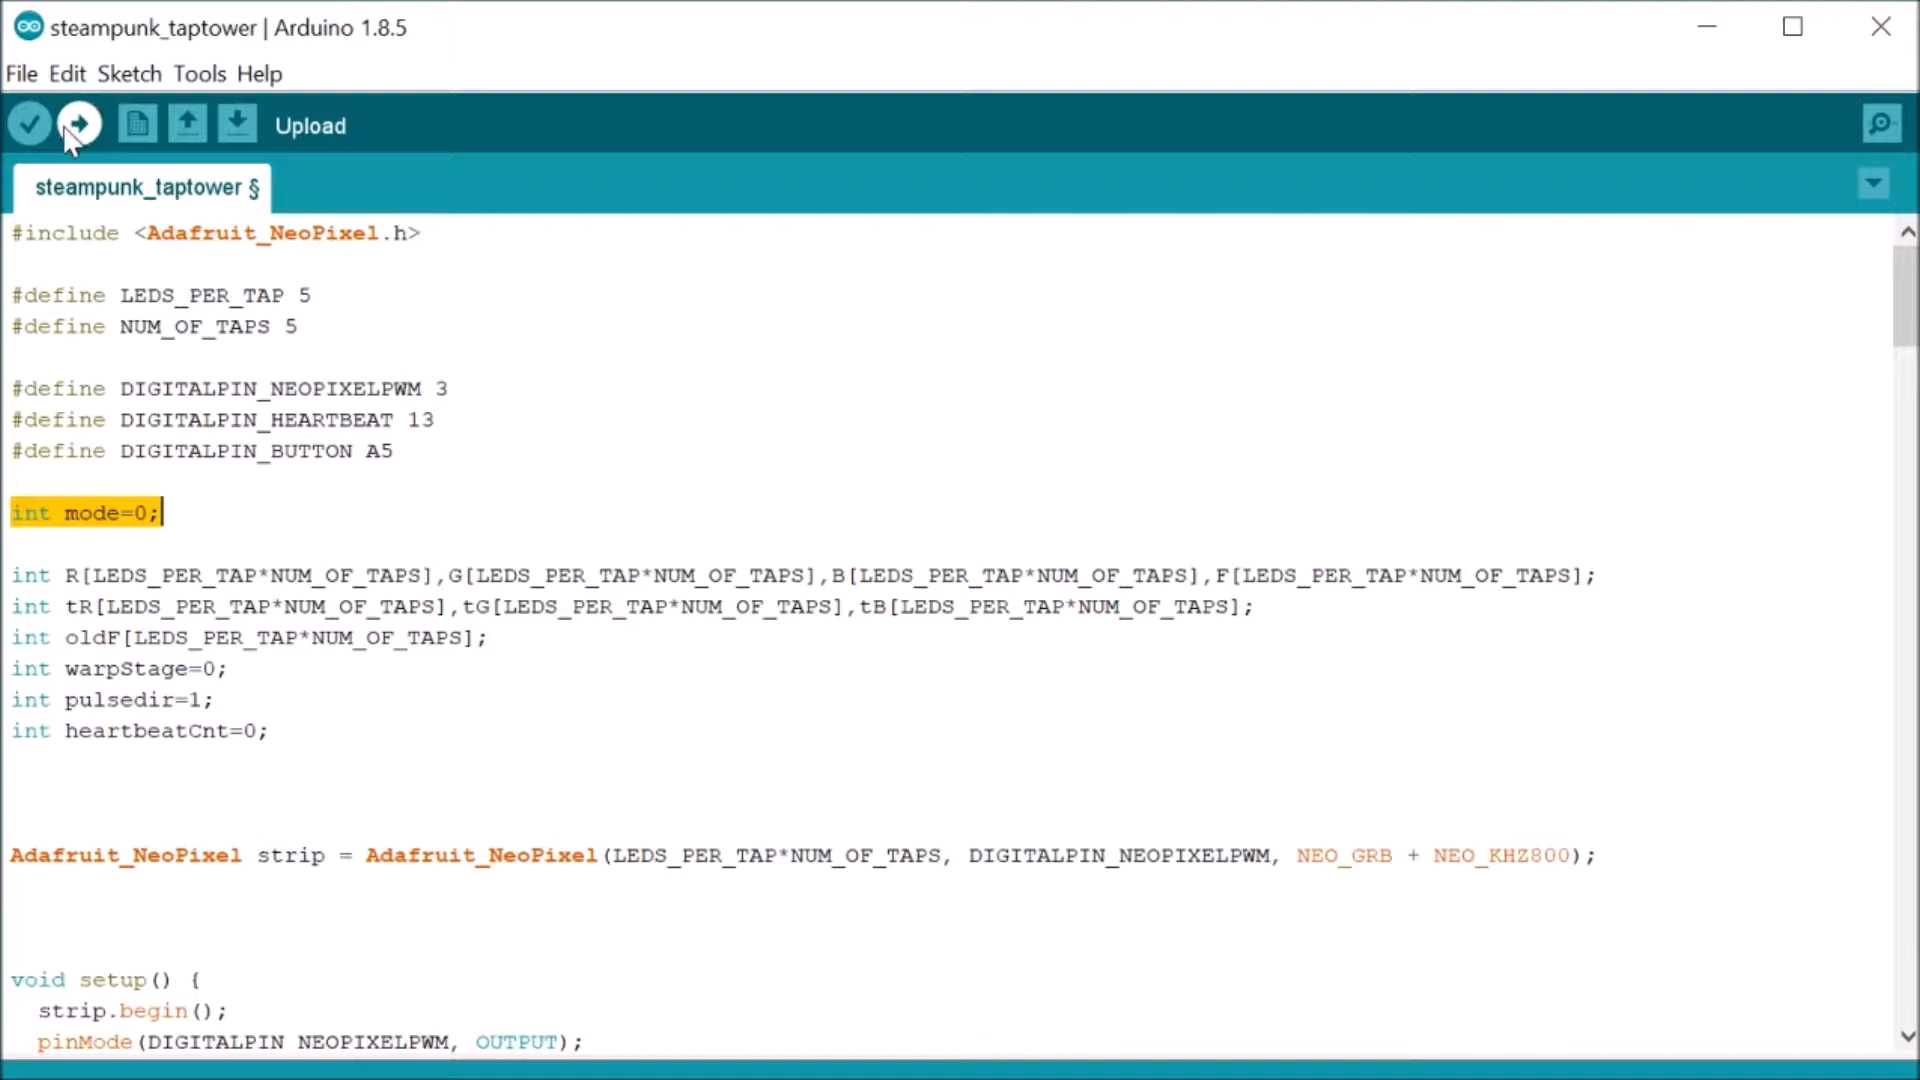 steampunk_taptower | Arduino 1.8.5
File Edit Sketch Tools Help
Upload
steampunk_taptower §
#include <Adafruit_NeoPixel.h>
#define LEDS_PER_TAP 5
#define NUM_OF_TAPS 5
#define DIGITALPIN_NEOPIXELPWM 3
#define DIGITALPIN_HEARTBEAT 13
#define DIGITALPIN_BUTTON A5
int mode=0;
int R[LEDS_PER_TAP*NUM_OF_TAPS],G[LEDS_PER_TAP*NUM_OF_TAPS],B[LEDS_PER_TAP*NUM_OF_TAPS],F[LEDS_PER_TAP*NUM_OF_TAPS];
int tR[LEDS_PER_TAP*NUM_OF_TAPS],tG[LEDS_PER_TAP*NUM_OF_TAPS],tB[LEDS_PER_TAP*NUM_OF_TAPS];
int oldF[LEDS_PER_TAP*NUM_OF_TAPS];
int warpStage=0;
int pulsedir=1;
int heartbeatCnt=0;
Adafruit_NeoPixel strip = Adafruit_NeoPixel(LEDS_PER_TAP*NUM_OF_TAPS, DIGITALPIN_NEOPIXELPWM, NEO_GRB + NEO_KHZ800);
void setup() {
strip.begin();
pinMode(DIGITALPIN_NEOPIXELPWM, OUTPUT);